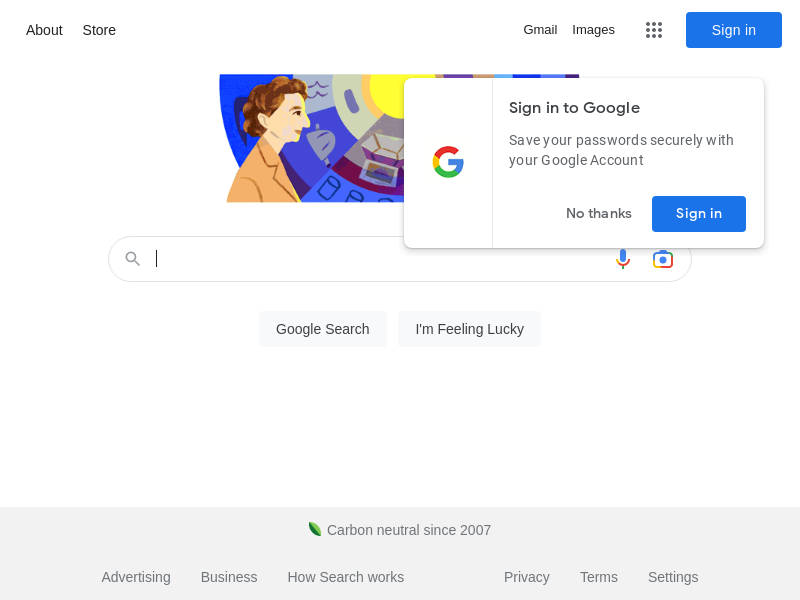 About
Store
Gmail
Images
Sign in
Sign in to Google
Save your passwords securely with
your Google Account
No thanks
Sign in
Google Search
I'm Feeling Lucky
Carbon neutral since 2007
Advertising
Business
How Search works
Privacy
Terms
Settings